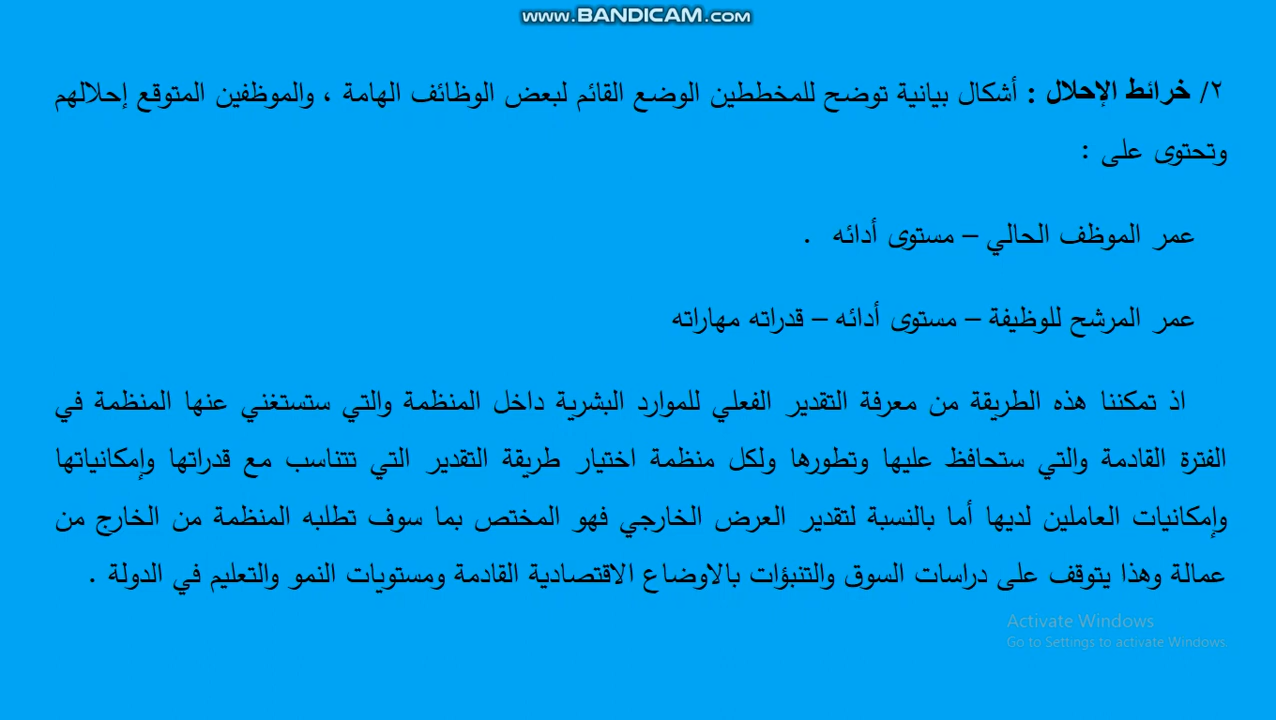 www.BANDICAM.com
٢/ خرائط الإحلال : أشكال بيانية توضح للمخططين الوضع القائم لبعض الوظائف الهامة ، والموظفين المتوقع إحلالهم
وتحتوى على :
عمر الموظف الحالي – مستوى أدائه .
عمر المرشح للوظيفة – مستوى أدائه – قدراته مهاراته
اذ تمكننا هذه الطريقة من معرفة التقدير الفعلي للموارد البشرية داخل المنظمة والتي ستستغني عنها المنظمة في
الفترة القادمة والتي ستحافظ عليها وتطورها ولكل منظمة اختيار طريقة التقدير التي تتناسب مع قدراتها وإمكانياتها
وإمكانيات العاملين لديها أما بالنسبة لتقدير العرض الخارجي فهو المختص بما سوف تطلبه المنظمة من الخارج من
عمالة وهذا يتوقف على دراسات السوق والتنبؤات بالاوضاع الاقتصادية القادمة ومستويات النمو والتعليم في الدولة .
Activate Windows
Go to Settings to activate Windows.